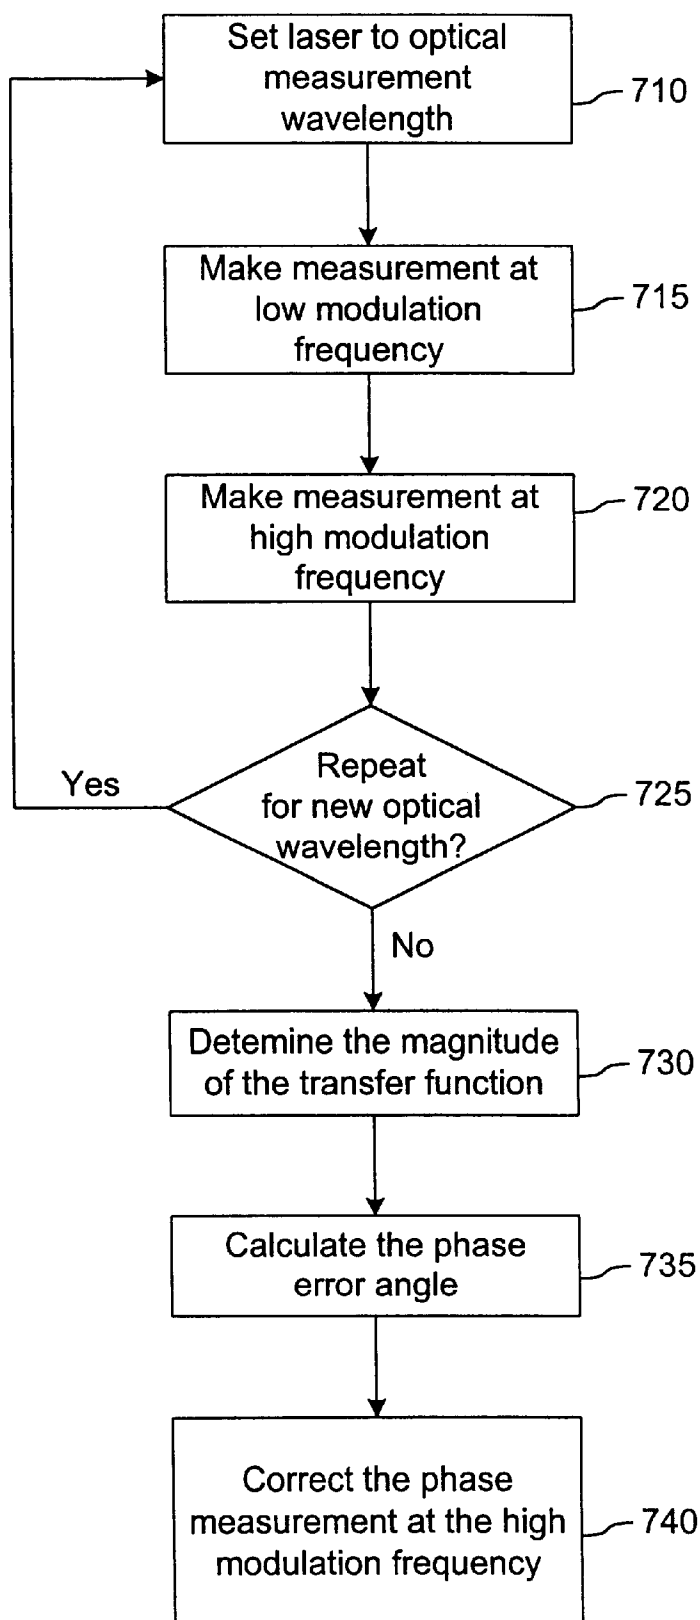 Set laser to optical
measurement
wavelength
710
Make measurement at
low modulation
frequency
715
Make measurement at
high modulation
frequency
720
Repeat
for new optical
wavelength?
725
Yes
No
Detemine the magnitude
of the transfer function
730
Calculate the phase
error angle
735
Correct the phase
measurement at the high
modulation frequency
740